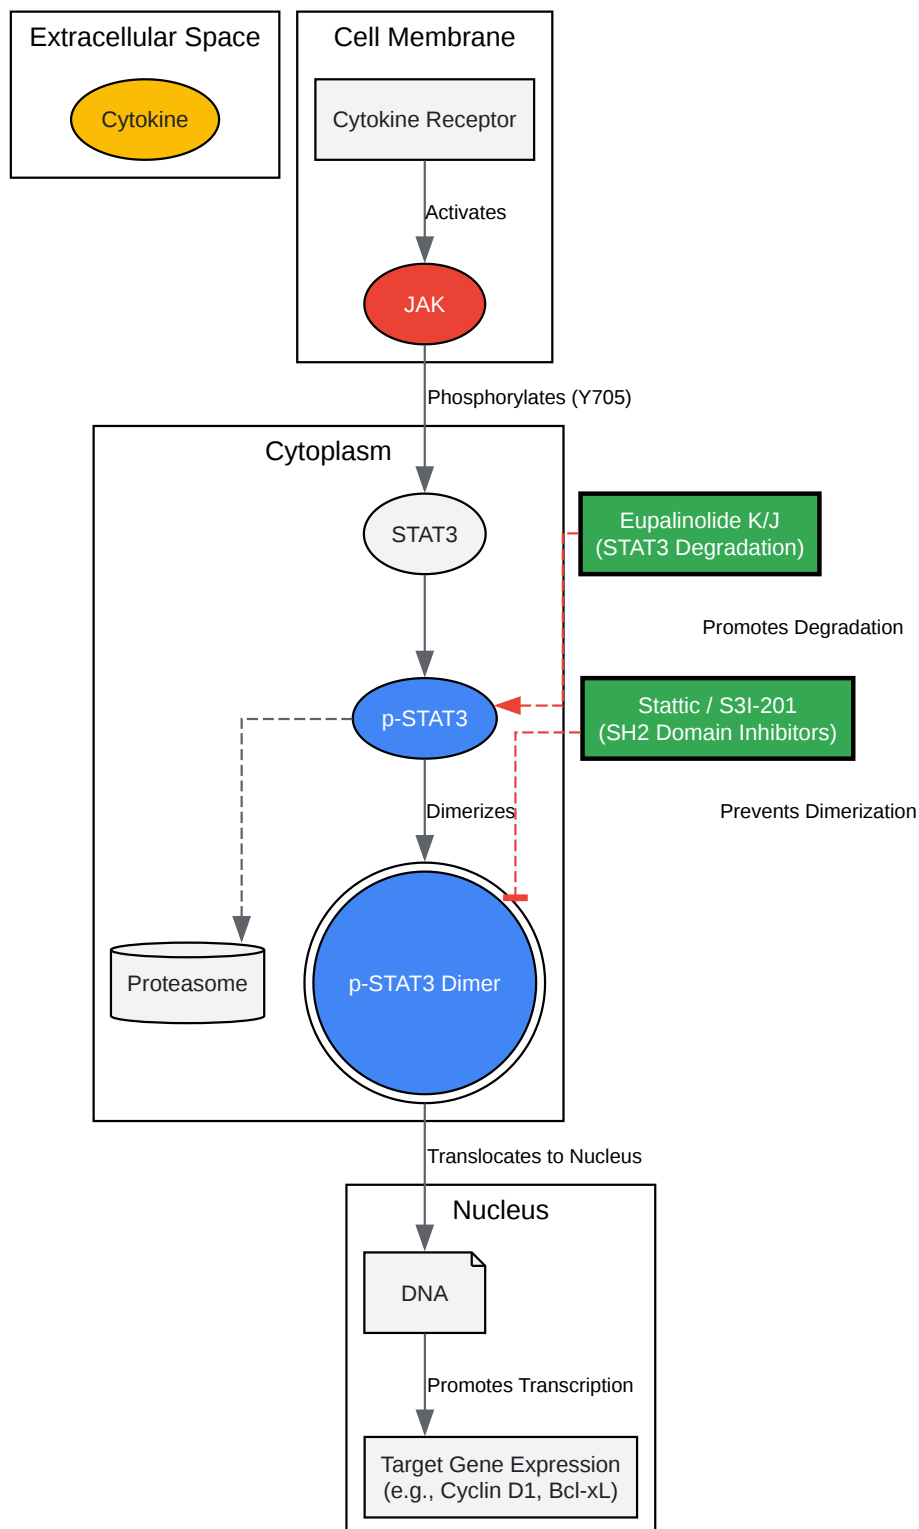 Extracellular Space
Cytokine
Cell Membrane
Cytokine Receptor
Activates
JAK
Phosphorylates (Y705)
Cytoplasm
STAT3
Eupalinolide K/J
(STAT3 Degradation)
Promotes Degradation
p-STAT3
Stattic / S3I-201
(SH2 Domain Inhibitors)
Dimerizes
Prevents Dimerization
Proteasome
p-STAT3 Dimer
Translocates to Nucleus
Nucleus
DNA
Promotes Transcription
Target Gene Expression
(e.g., Cyclin D1, Bcl-xL)